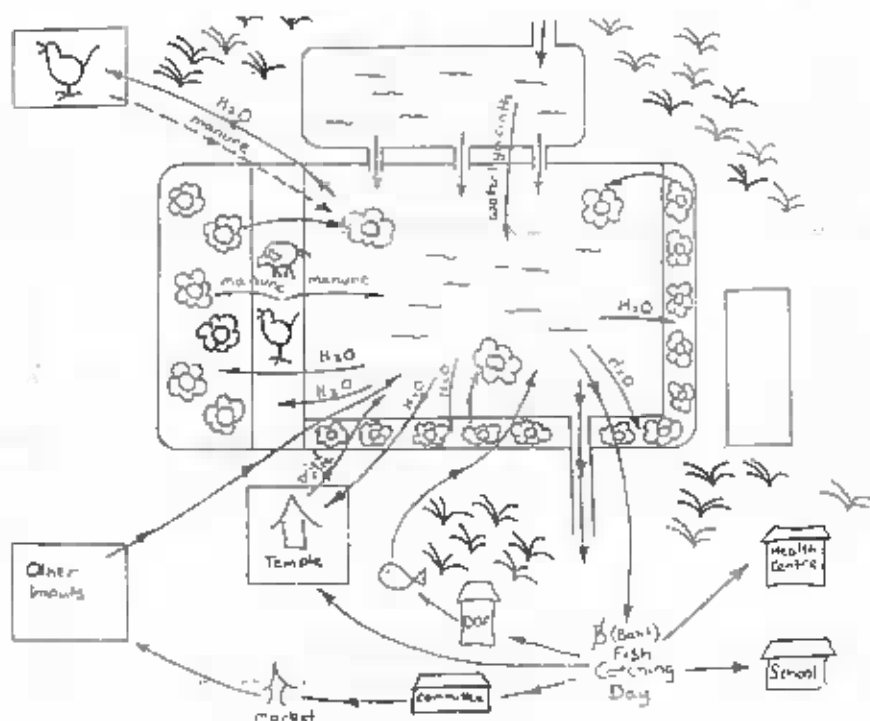 H₂O
manure
water hyacinth
manure manure
H₂O
H₂O
H₂O
H₂O
H₂O
H₂O
Temple
Other
Inputs
DOF
Health
Centre
฿ (Baht)
Fish
Catching
Day
School
Committee
Market